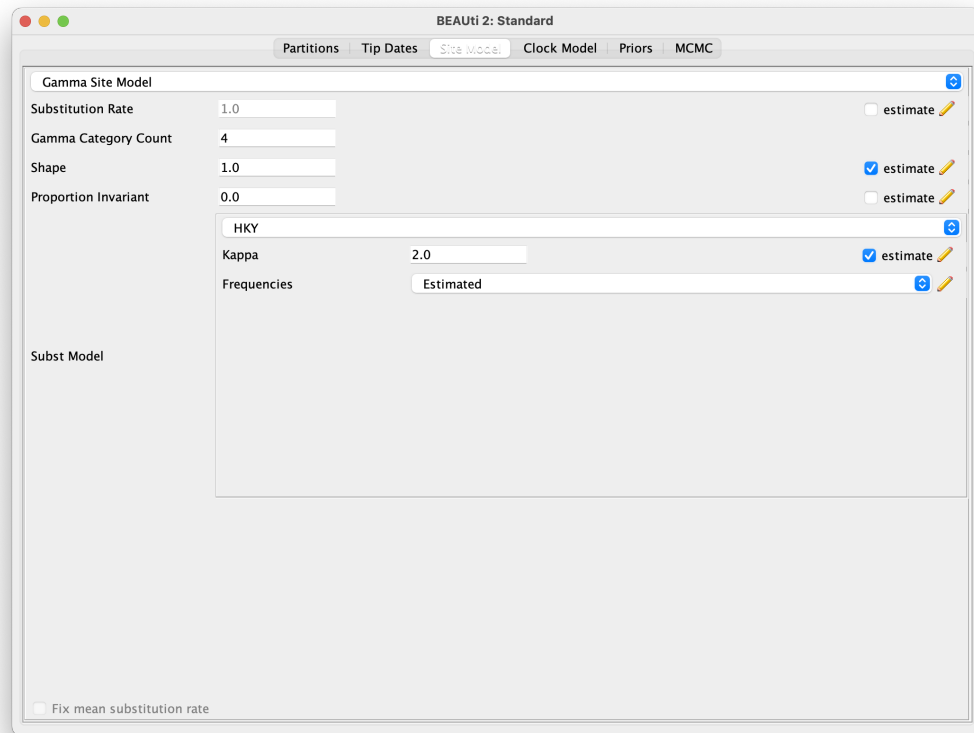 BEAUti 2: Standard
Partitions Tip Dates Site Model Clock Model Priors MCMC
Gamma Site Model
Substitution Rate 1.0 estimate
Gamma Category Count 4
Shape 1.0 estimate
Proportion Invariant 0.0 estimate
HKY
Kappa 2.0 estimate
Frequencies Estimated
Subst Model
Fix mean substitution rate